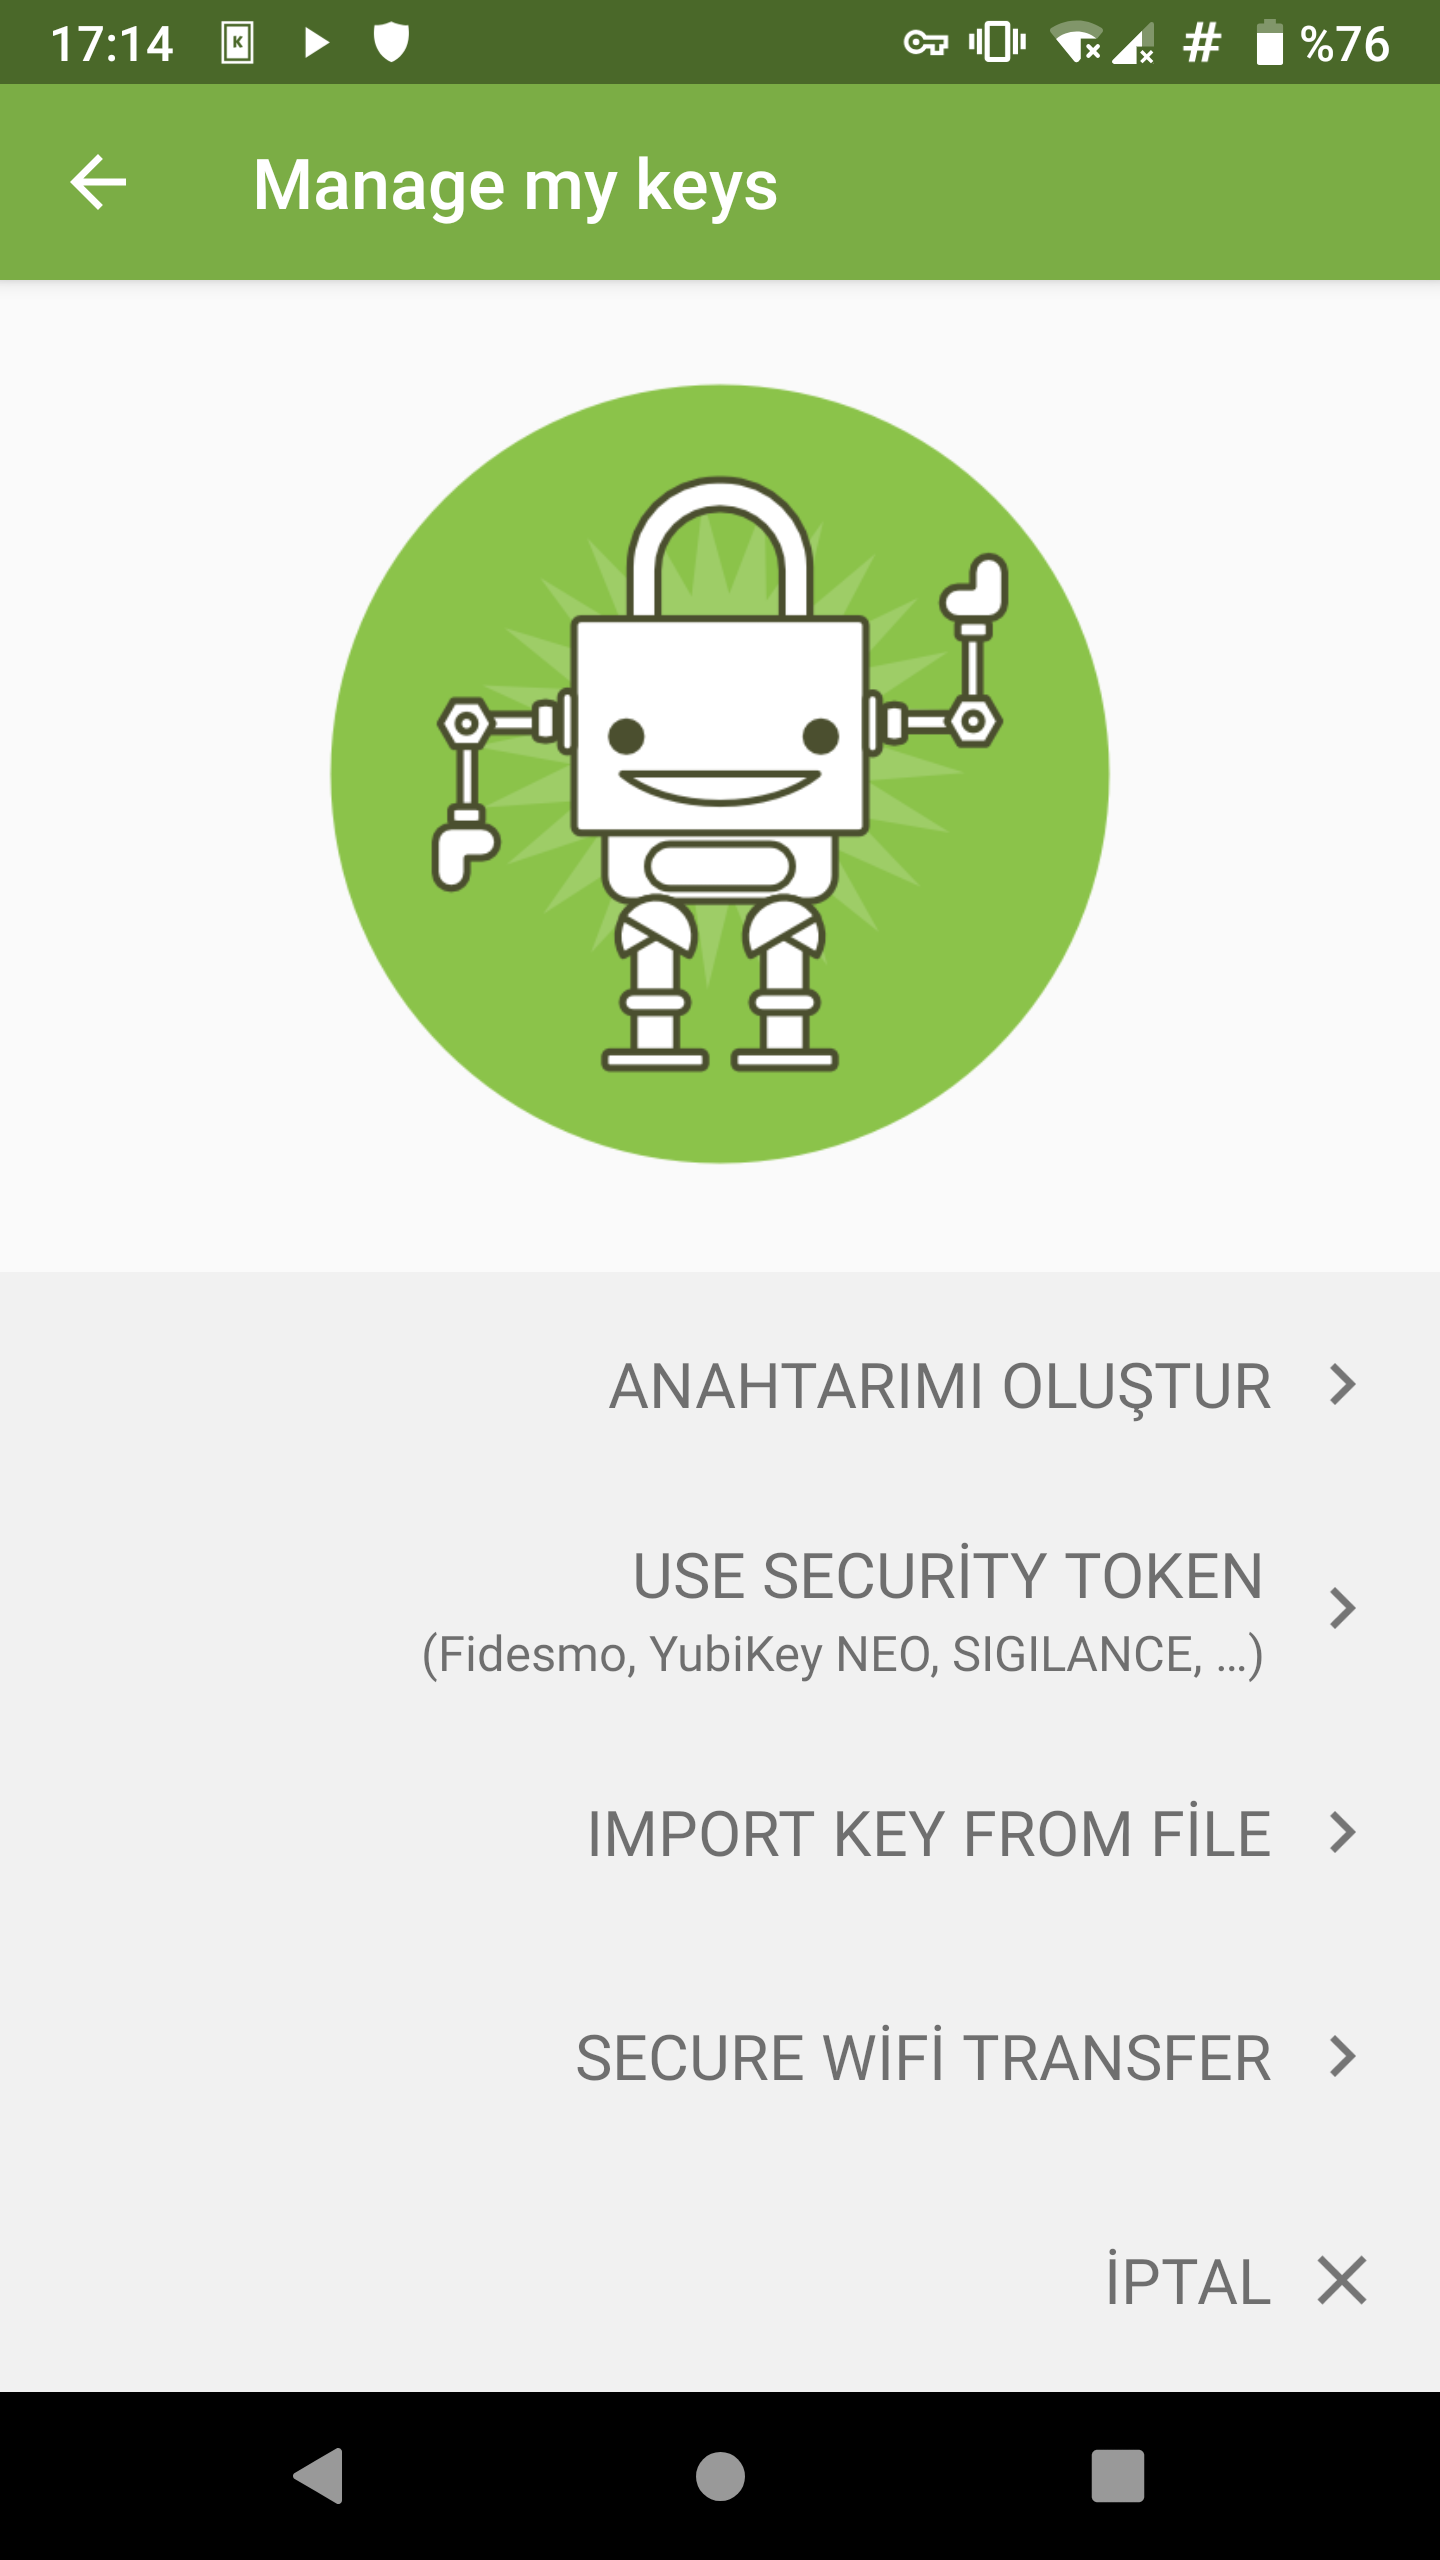 17:14 K # %76
Manage my keys
ANAHTARIMI OLUŞTUR
USE SECURİTY TOKEN
(Fidesmo, YubiKey NEO, SIGILANCE, ...)
IMPORT KEY FROM FİLE
SECURE WİFİ TRANSFER
İPTAL